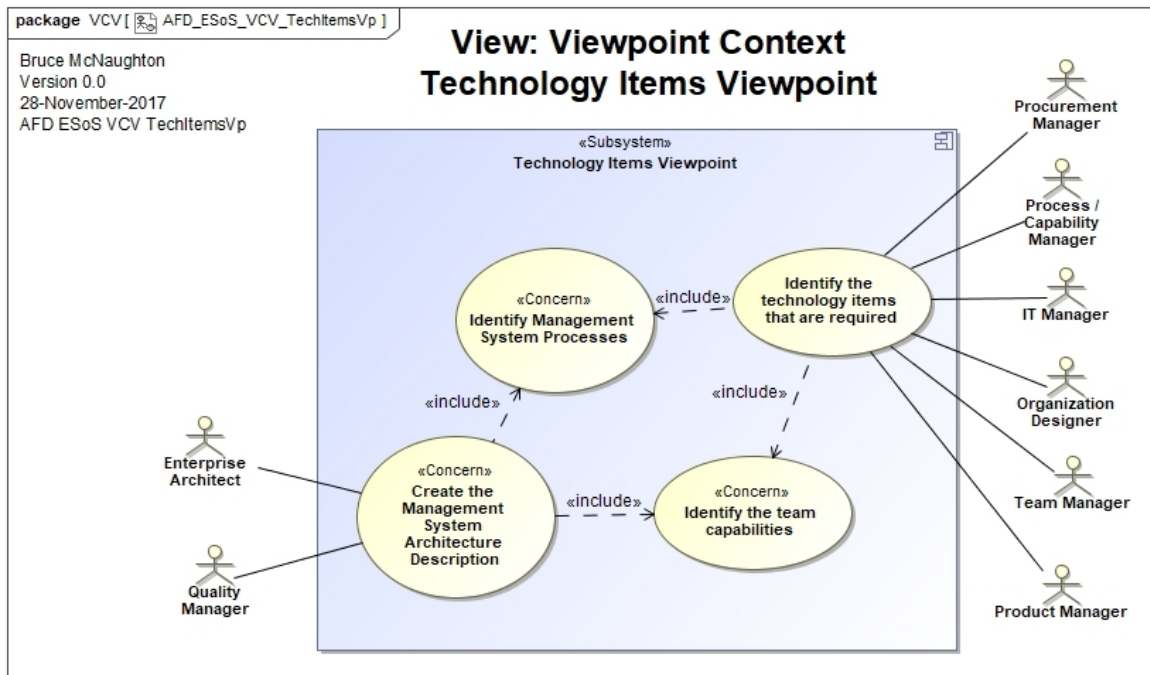 package VCV [ AFD_ESoS_VCV_TechItemsVp ]
Bruce McNaughton
Version 0.0
28-November-2017
AFD ESoS VCV TechItemsVp
View: Viewpoint Context
Technology Items Viewpoint
«Subsystem»
Technology Items Viewpoint
«Concern»
Identify Management
System Processes
«include»
Identify the
technology items
that are required
«include»
«include»
«Concern»
Create the
Management
System
Architecture
Description
«include»
«Concern»
Identify the team
capabilities
Enterprise
Architect
Quality
Manager
Procurement
Manager
Process /
Capability
Manager
IT Manager
Organization
Designer
Team Manager
Product Manager